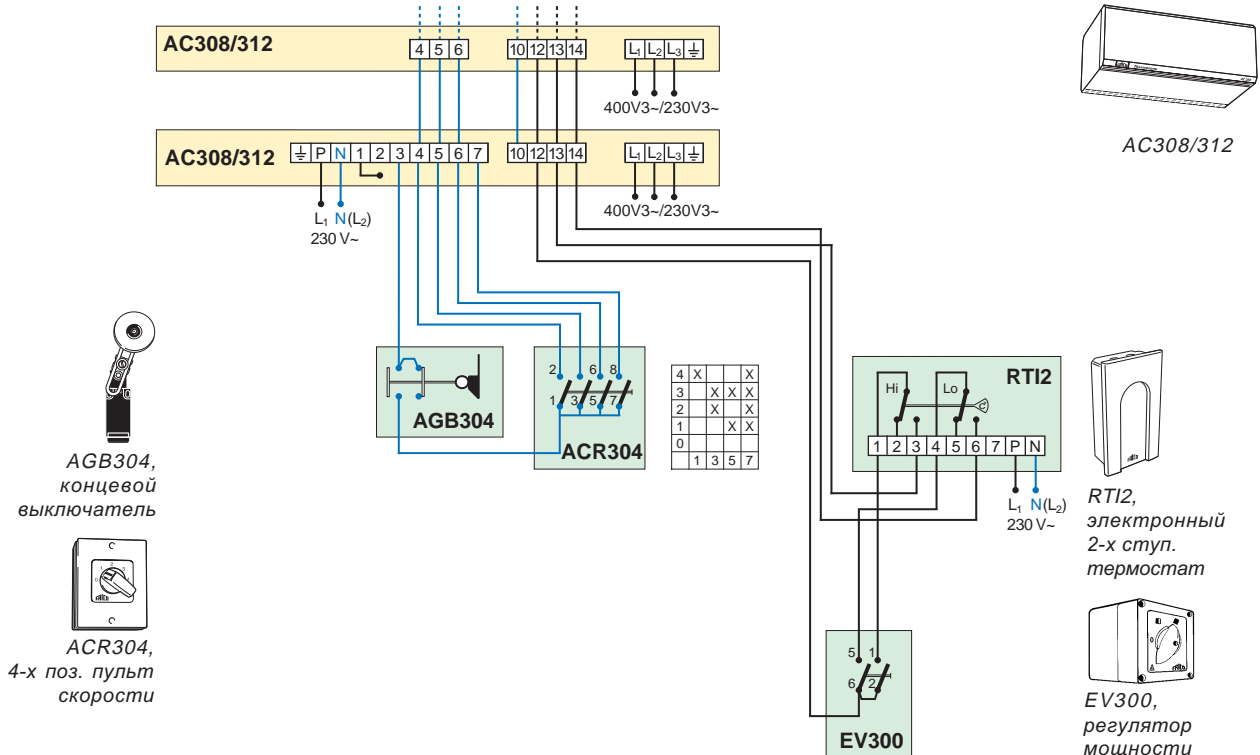 AC308/312
4 5 6
10 12 13 14
L1 L2 L3
400V3~/230V3~
AC308/312
AC308/312
P N 1 2 3 4 5 6 7
10 12 13 14
L1 L2 L3
L1 N(L2)
230 V~
400V3~/230V3~
AGB304
2 6 8
1 3 5 7
ACR304
4 X X
3 X X X
2 X X
1 X X
0
1 3 5 7
RTI2
Hi Lo
1 2 3 4 5 6 7 P N
L1 N(L2)
230 V~
AGB304,
концевой
выключатель
ACR304,
4-х поз. пульт
скорости
RTI2,
электронный
2-х ступ.
термостат
5 1
6 2
EV300
EV300,
регулятор
мощности